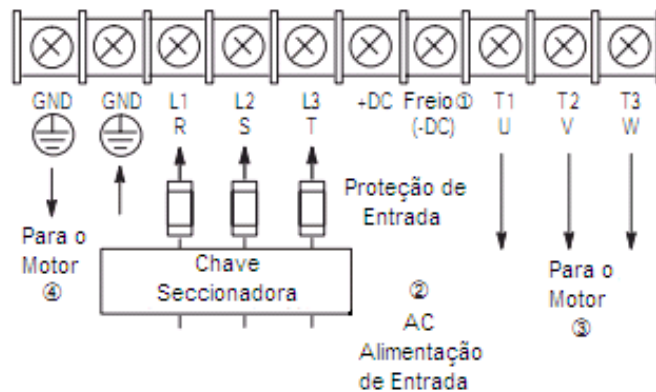 GND GND L1 L2 L3 +DC Freio① T1 T2 T3
R S T (-DC) U V W
Proteção de
Entrada
Para o
Motor
④
Chave
Seccionadora
②
AC
Alimentação
de Entrada
Para o
Motor
③